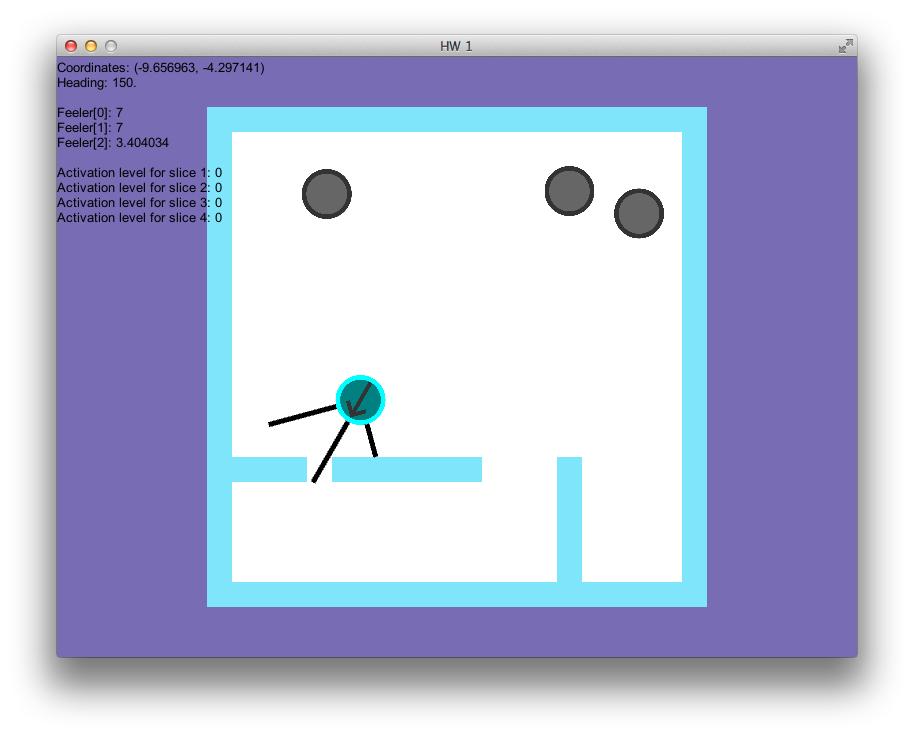 HW 1
Coordinates: (-9.656963, -4.297141)
Heading: 150.
Feeler[0]: 7
Feeler[1]: 7
Feeler[2]: 3.404034
Activation level for slice 1: 0
Activation level for slice 2: 0
Activation level for slice 3: 0
Activation level for slice 4: 0